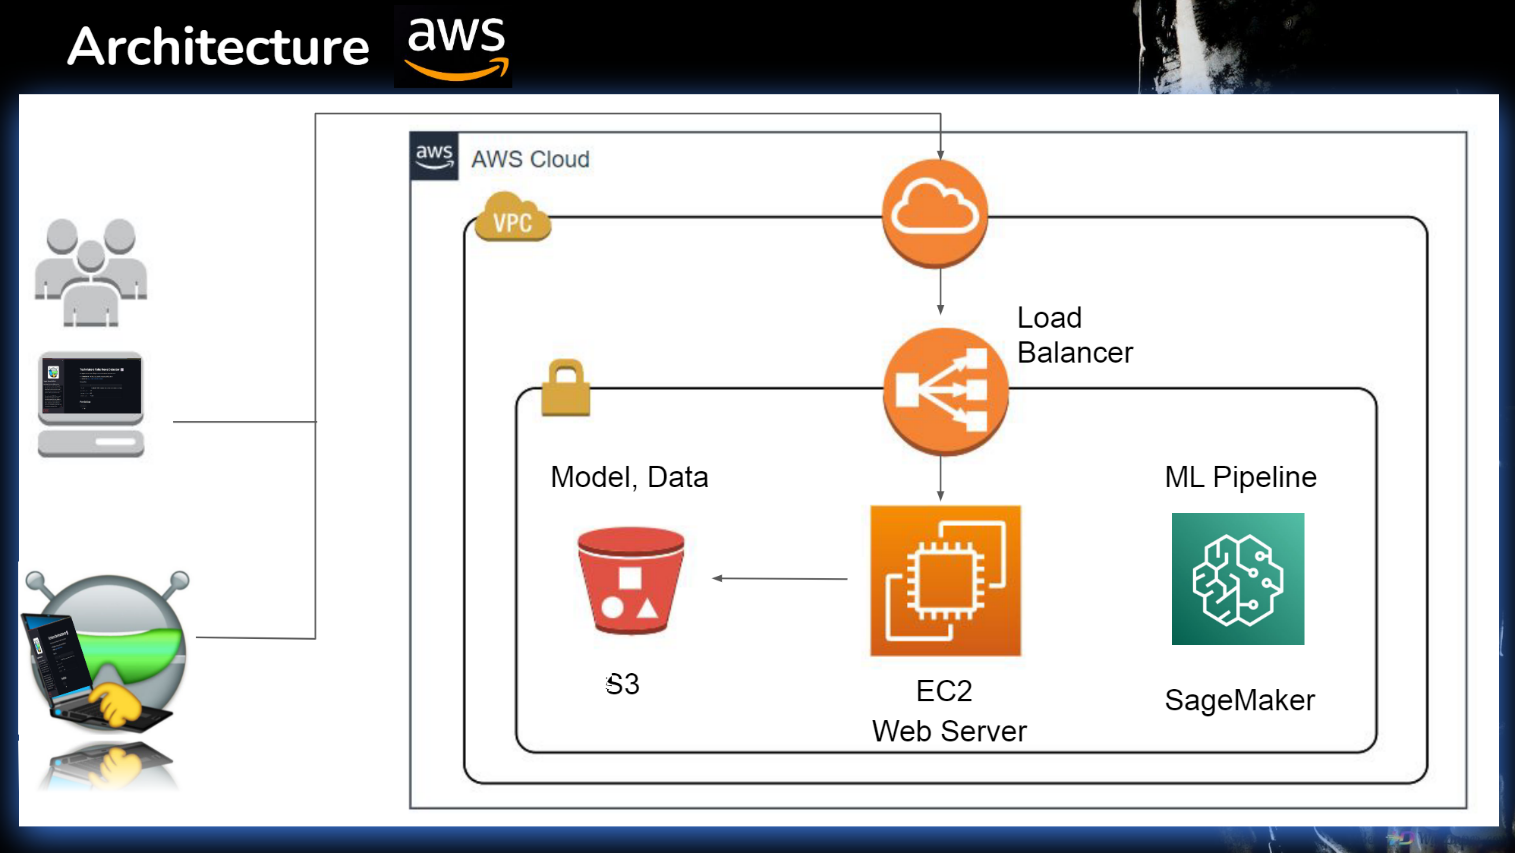 Architecture
aws
aws
AWS Cloud
VPC
Load
Balancer
Model, Data
ML Pipeline
S3
EC2
Web Server
SageMaker